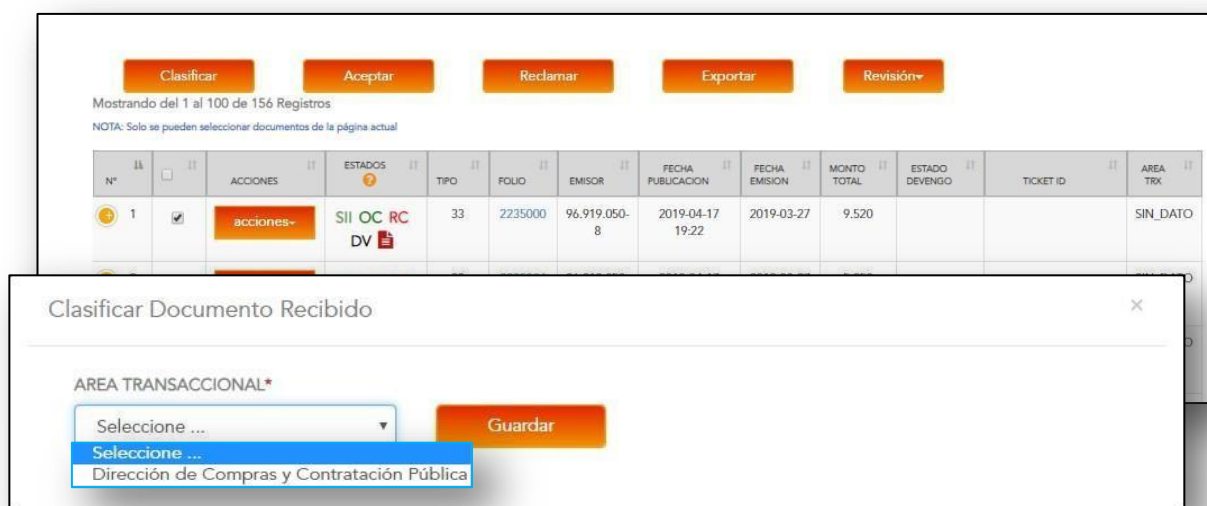 Clasificar Aceptar Reclamar Exportar Revisión
Mostrando del 1 al 100 de 156 Registros
NOTA: Solo se pueden seleccionar documentos de la página actual
N° ACCIONES ESTADOS TIPO FOLIO EMISOR FECHA PUBLICACION FECHA EMISION MONTO TOTAL ESTADO DEVENGO TICKET ID AREA TRX
1 acciones SII OC RC 33 2235000 96.919.050- 2019-04-17 2019-03-27 9.520 SIN_DATO
DV 8 19:22
Clasificar Documento Recibido ×
AREA TRANSACCIONAL*
Seleccione ... Guardar
Seleccione ...
Dirección de Compras y Contratación Pública